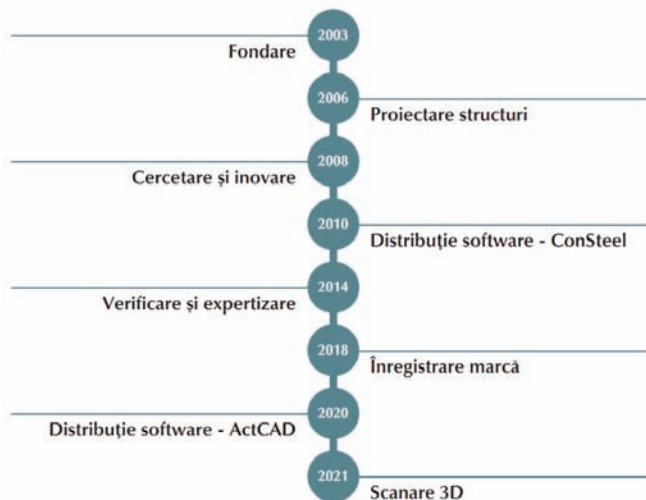 2003
Fondare
2006
Proiectare structuri
2008
Cercetare și inovare
2010
Distribuție software - ConSteel
2014
Verificare și expertizare
2018
Înregistrare marcă
2020
Distribuție software - ActCAD
2021
Scanare 3D